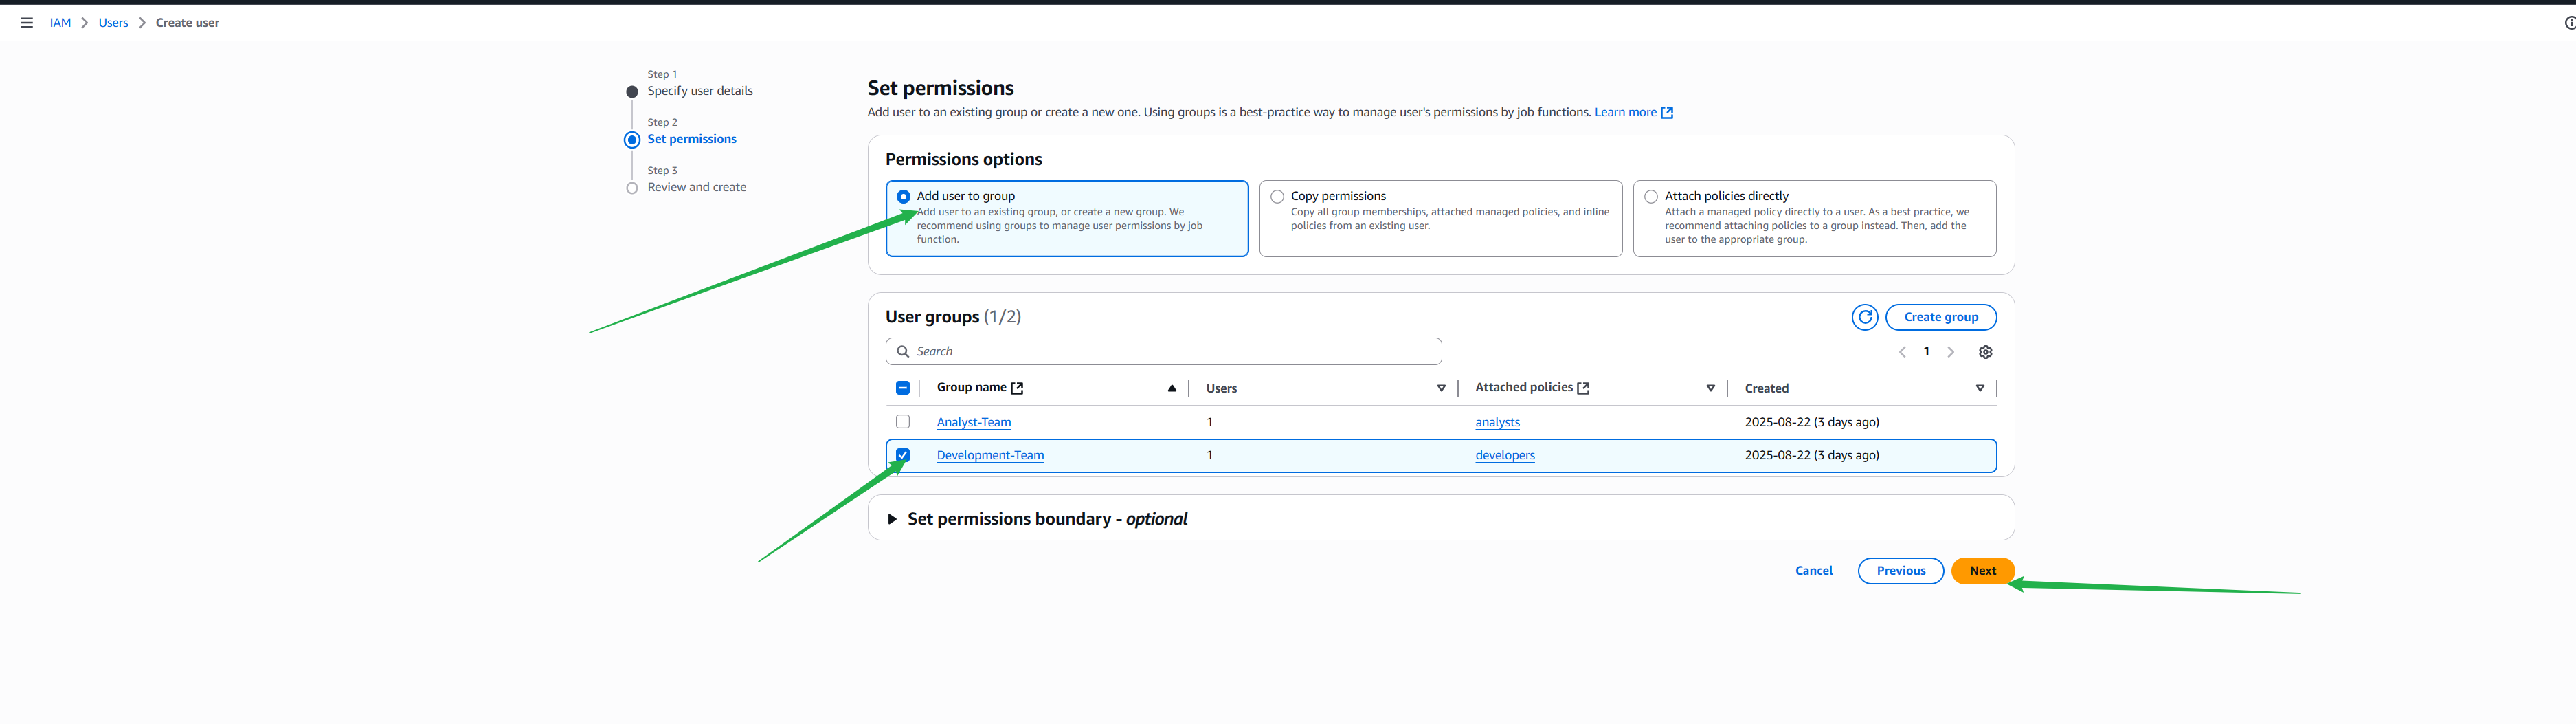 IAM > Users > Create user
Step 1
Specify user details
Step 2
Set permissions
Step 3
Review and create
Set permissions
Add user to an existing group or create a new one. Using groups is a best-practice way to manage user's permissions by job functions. Learn more
Permissions options
Add user to group
Add user to an existing group, or create a new group. We
recommend using groups to manage user permissions by job
function.
Copy permissions
Copy all group memberships, attached managed policies, and inline
policies from an existing user.
Attach policies directly
Attach a managed policy directly to a user. As a best practice, we
recommend attaching policies to a group instead. Then, add the
user to the appropriate group.
User groups (1/2)
Create group
Search
1
Group name Users Attached policies Created
Analyst-Team 1 analysts 2025-08-22 (3 days ago)
Development-Team 1 developers 2025-08-22 (3 days ago)
Set permissions boundary - optional
Cancel Previous Next